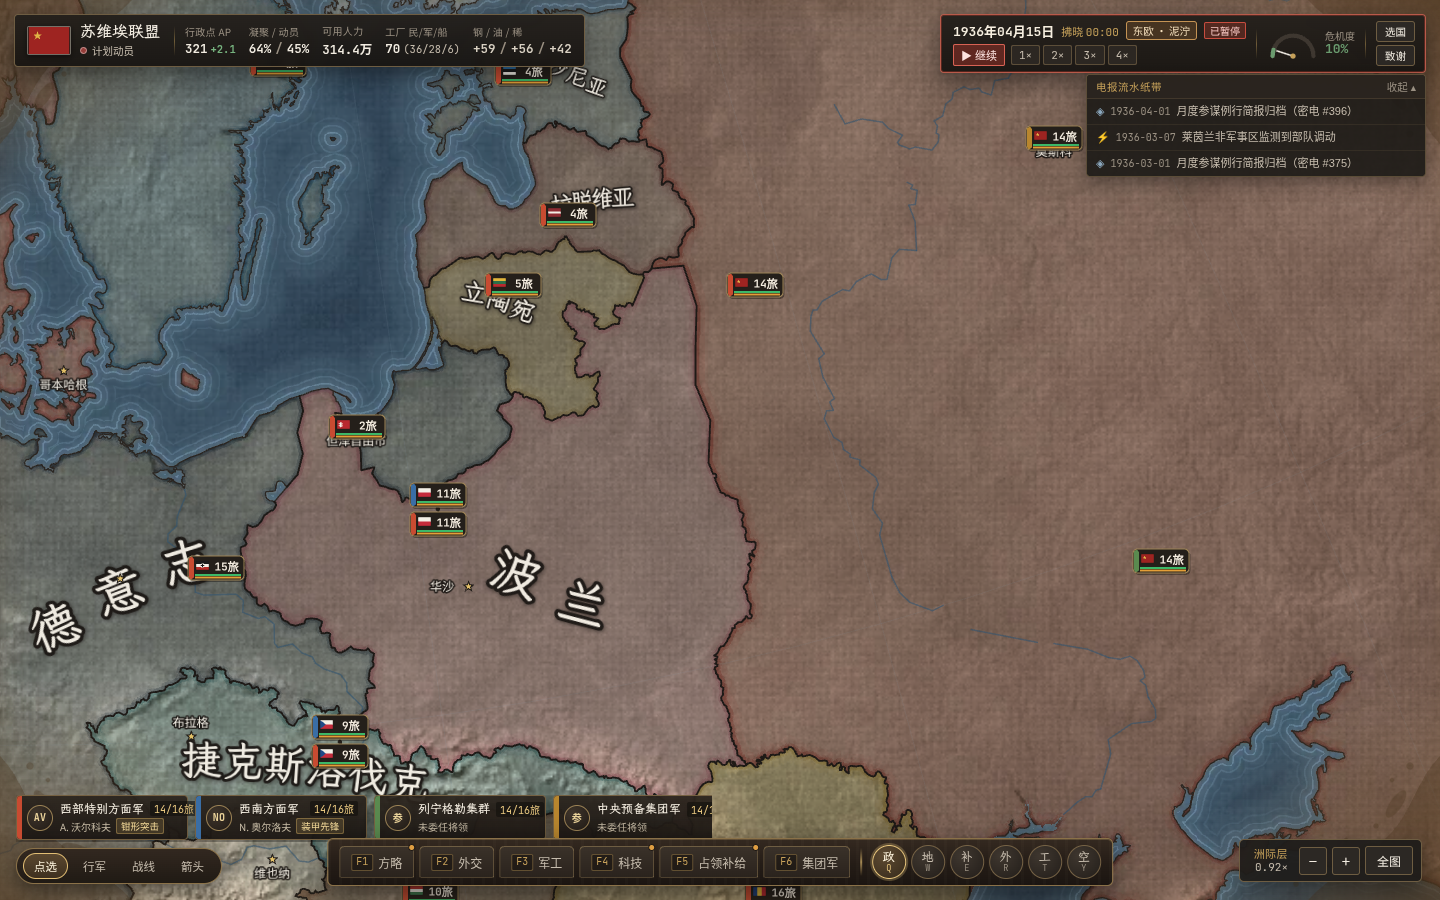 苏维埃联盟
计划动员
行政点 AP
321 +2.1
凝聚 / 动员
64% / 45%
可用人力
314.4万
工厂 民/军/船
70 (36/28/6)
钢 / 油 / 稀
+59 / +56 / +42
1936年04月15日 拂晓 00:00 东欧 · 泥泞 已暂停
▶ 继续 1× 2× 3× 4×
危机度
10%
选国
致谢
电报流水纸带 收起 ▴
1936-04-01 月度参谋例行简报归档（密电 #396）
1936-03-07 莱茵兰非军事区监测到部队调动
1936-03-01 月度参谋例行简报归档（密电 #375）
4旅
尼亚
14旅
莫斯科
拉脱维亚
4旅
5旅
立陶宛
14旅
哥本哈根
2旅
但泽自由市
11旅
11旅
14旅
15旅
德意志
华沙
波兰
布拉格
9旅
9旅
捷克斯洛伐克
AV 西部特别方面军 14/16旅
A. 沃尔科夫 钳形突击
NO 西南方面军 14/16旅
N. 奥尔洛夫 装甲先锋
参 列宁格勒集群 14/16旅
未委任将领
参 中央预备集团军 14/1
未委任将领
点选 行军 战线 箭头
维也纳
F1 方略
F2 外交
F3 军工
F4 科技
F5 占领补给
F6 集团军
政 Q
地 W
补 E
外 R
工 T
空 Y
洲际层
0.92×
− + 全图
10旅
16旅